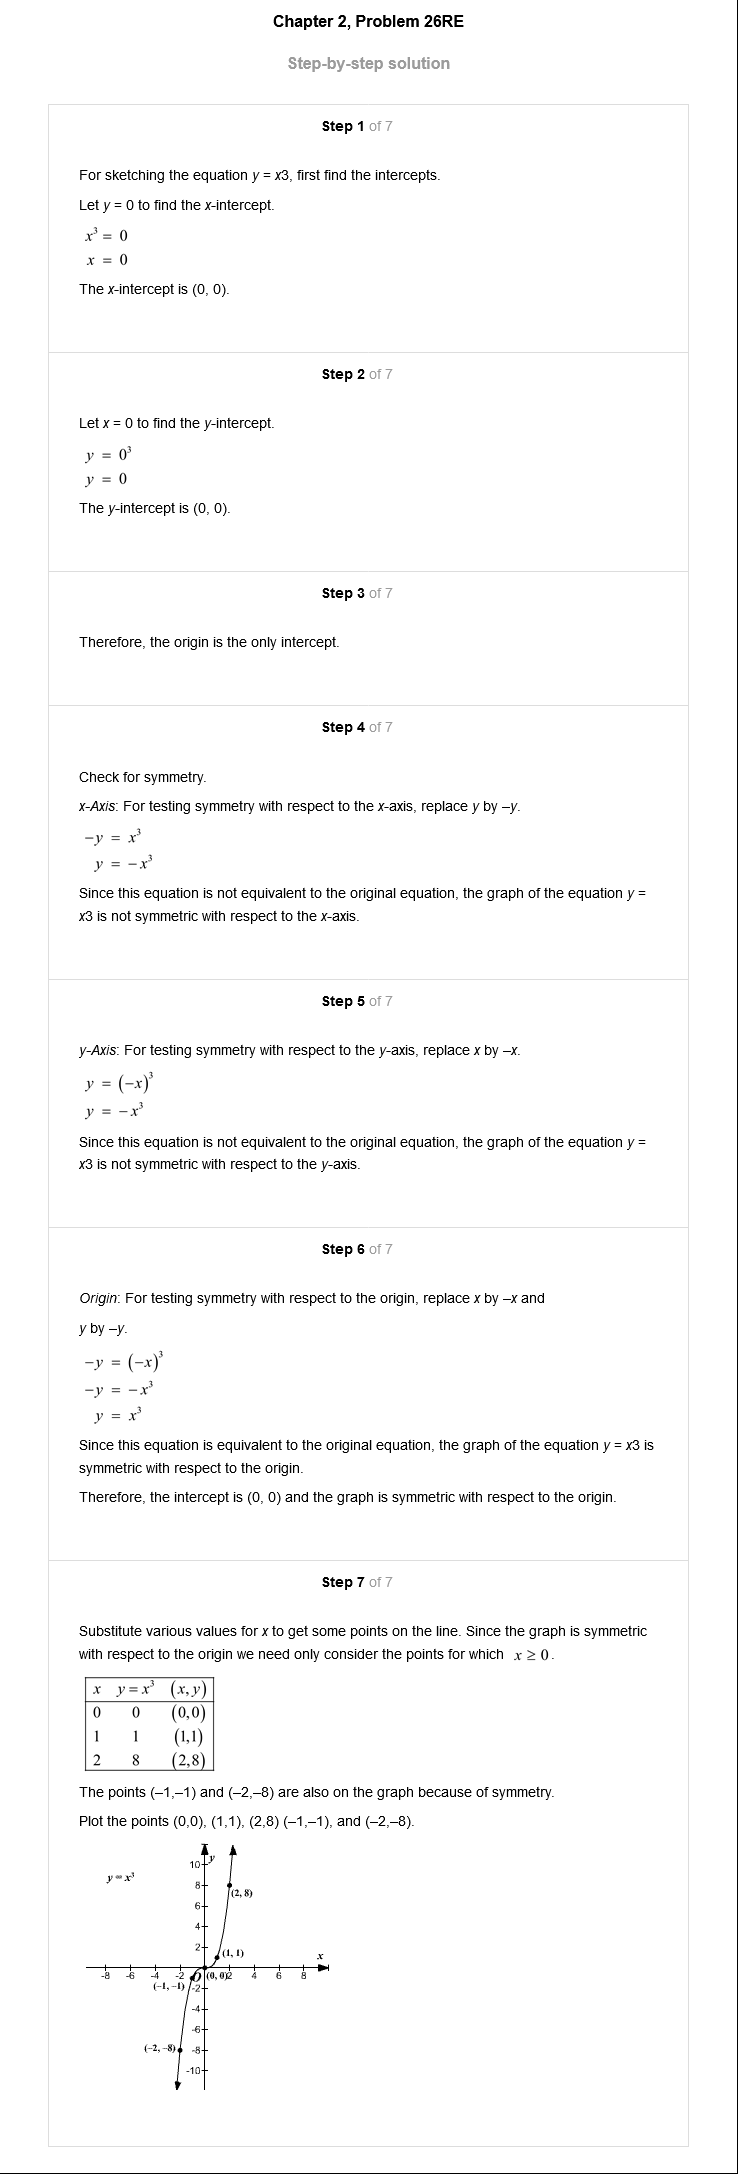 Chapter 2, Problem 26RE
Step-by-step solution
Step 1 of 7
For sketching the equation y = x3, first find the intercepts.
Let y = 0 to find the x-intercept.
x³ = 0
x = 0
The x-intercept is (0, 0).
Step 2 of 7
Let x = 0 to find the y-intercept.
y = 0³
y = 0
The y-intercept is (0, 0).
Step 3 of 7
Therefore, the origin is the only intercept.
Step 4 of 7
Check for symmetry.
x-Axis: For testing symmetry with respect to the x-axis, replace y by –y.
−y = x³
y = −x³
Since this equation is not equivalent to the original equation, the graph of the equation y =
x3 is not symmetric with respect to the x-axis.
Step 5 of 7
y-Axis: For testing symmetry with respect to the y-axis, replace x by –x.
y = (−x)³
y = −x³
Since this equation is not equivalent to the original equation, the graph of the equation y =
x3 is not symmetric with respect to the y-axis.
Step 6 of 7
Origin: For testing symmetry with respect to the origin, replace x by –x and
y by –y.
−y = (−x)³
−y = −x³
y = x³
Since this equation is equivalent to the original equation, the graph of the equation y = x3 is
symmetric with respect to the origin.
Therefore, the intercept is (0, 0) and the graph is symmetric with respect to the origin.
Step 7 of 7
Substitute various values for x to get some points on the line. Since the graph is symmetric
with respect to the origin we need only consider the points for which x ≥ 0.
x y = x³ (x, y)
0 0 (0,0)
1 1 (1,1)
2 8 (2,8)
The points (–1,–1) and (–2,–8) are also on the graph because of symmetry.
Plot the points (0,0), (1,1), (2,8) (–1,–1), and (–2,–8).
y
10
y = x³
8
(2, 8)
6
4
2
(1, 1)
x
-8 -6 -4 -2 O (0, 0) 2 4 6 8
(−1, −1) -2
-4
-6
(−2, −8) -8
-10